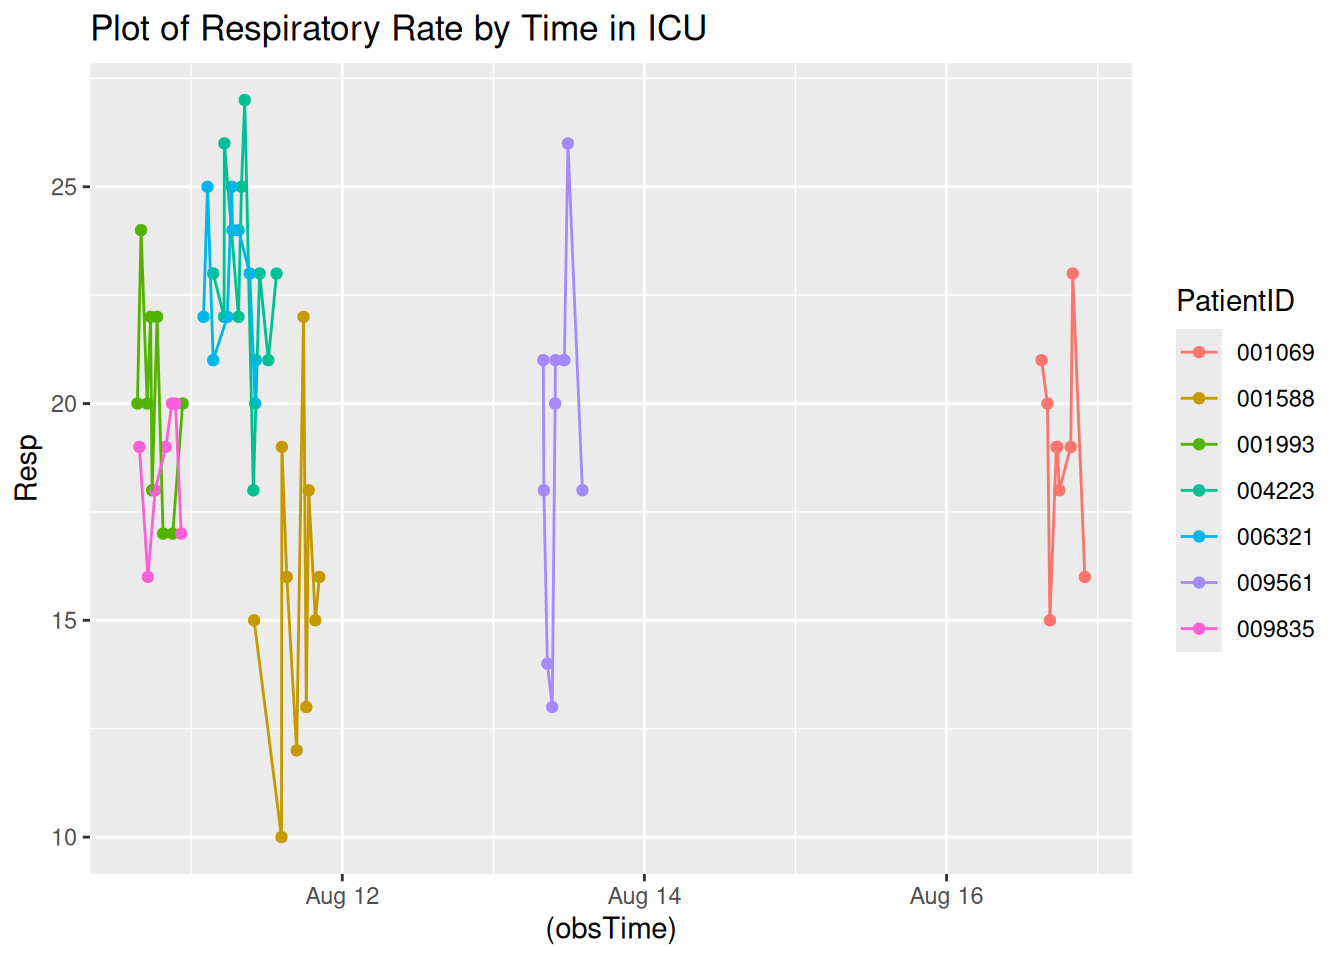 Plot of Respiratory Rate by Time in ICU
Resp
25
20
15
10
Aug 12 Aug 14 Aug 16
(obsTime)
PatientID
001069
001588
001993
004223
006321
009561
009835